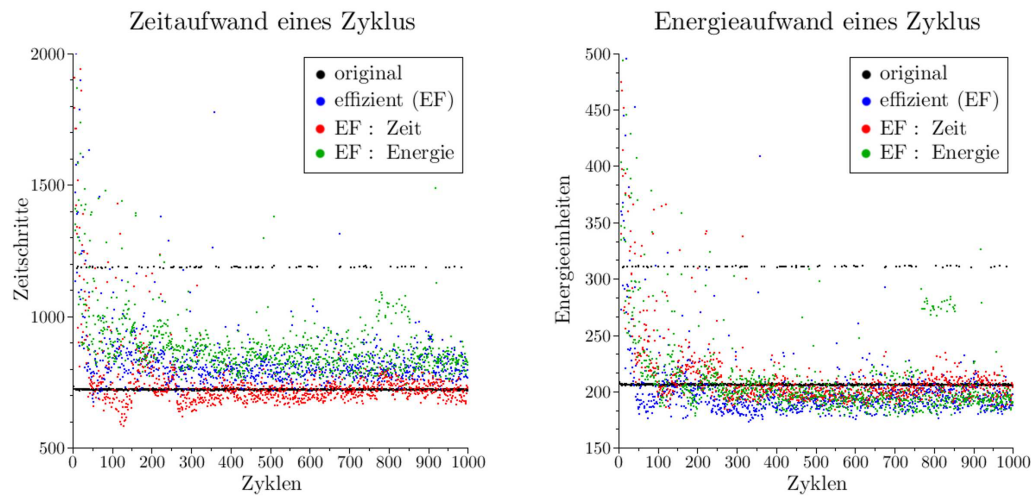 Zeitaufwand eines Zyklus
2000
1500
1000
500
Zeitschritte
original
effizient (EF)
EF : Zeit
EF : Energie
0 100 200 300 400 500 600 700 800 900 1000
Zyklen
Energieaufwand eines Zyklus
500
450
400
350
300
250
200
150
Energieeinheiten
original
effizient (EF)
EF : Zeit
EF : Energie
0 100 200 300 400 500 600 700 800 900 1000
Zyklen